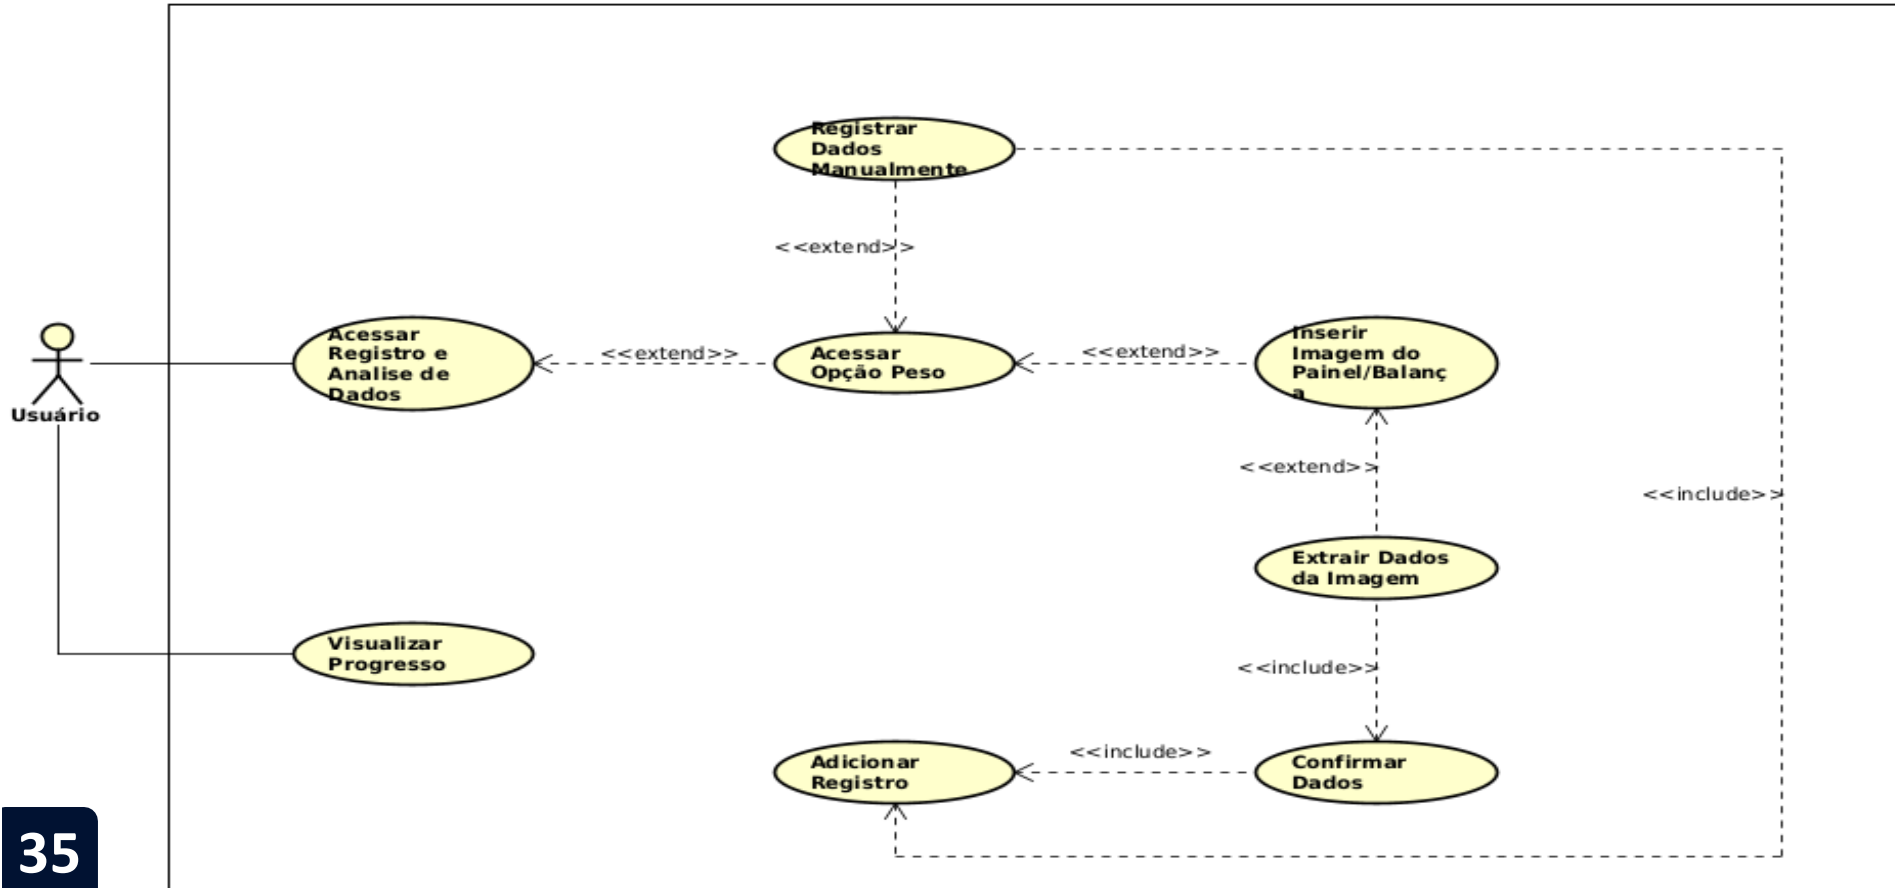 Registrar
Dados
Manualmente
<<extend>>
Acessar
Registro e
Analise de
Dados
<<extend>>
Acessar
Opção Peso
<<extend>>
Inserir
Imagem do
Painel/Balanç
a
Usuário
<<extend>>
<<include>>
Extrair Dados
da Imagem
Visualizar
Progresso
<<include>>
Adicionar
Registro
<<include>>
Confirmar
Dados
35